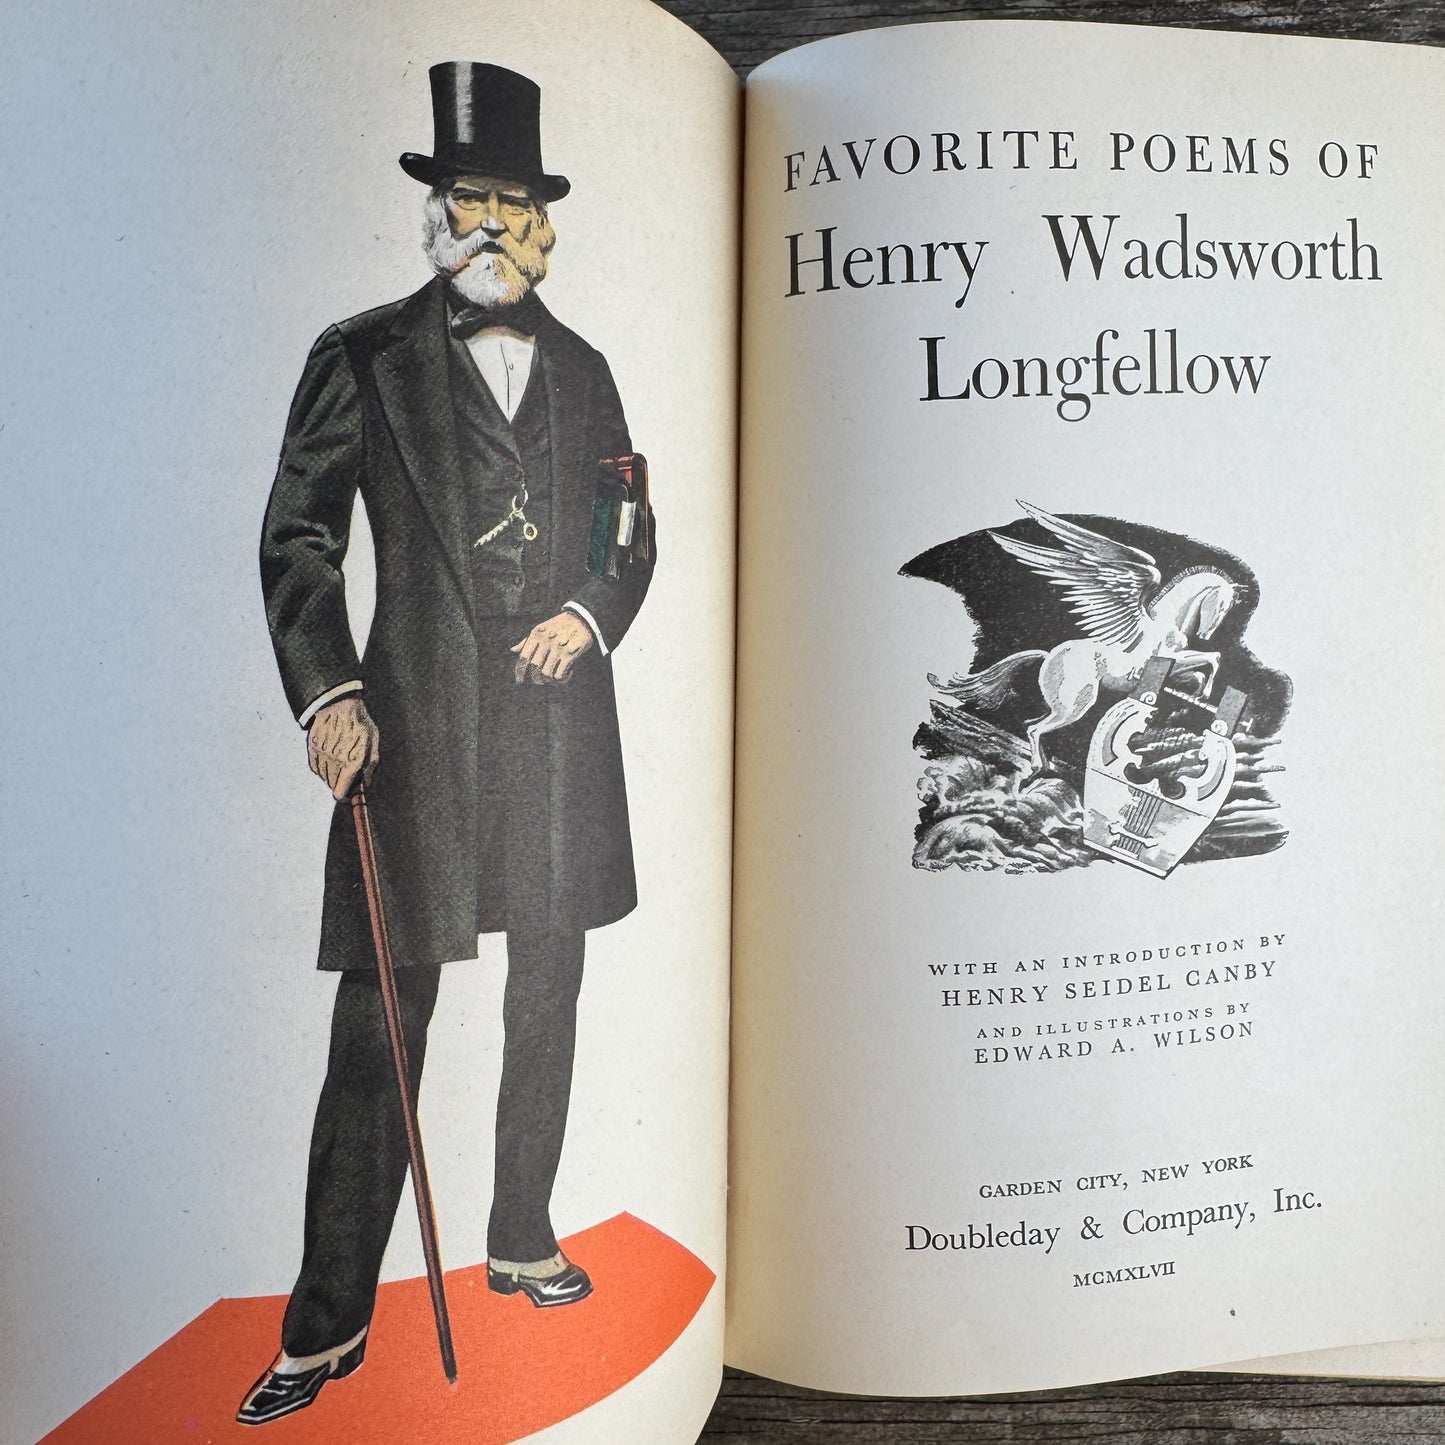 FAVORITE POEMS OF
Henry Wadsworth
Longfellow
WITH AN INTRODUCTION BY
HENRY SEIDEL CANBY
AND ILLUSTRATIONS BY
EDWARD A. WILSON
GARDEN CITY, NEW YORK
Doubleday & Company, Inc.
MCMXLVII